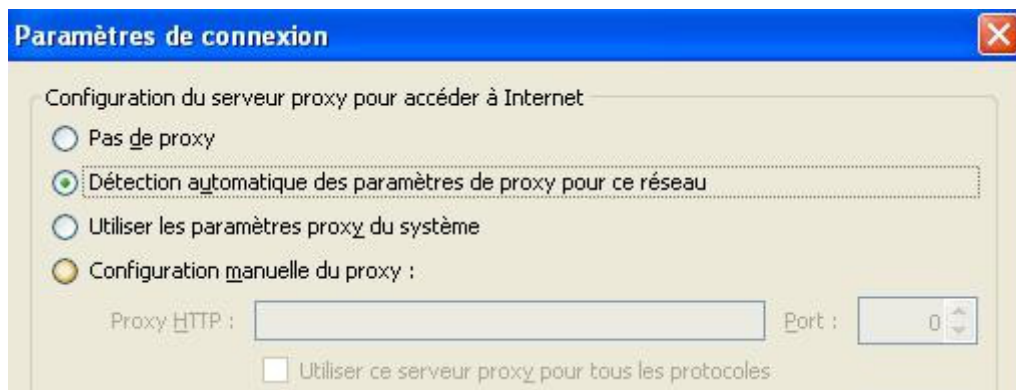 Paramètres de connexion
Configuration du serveur proxy pour accéder à Internet
Pas de proxy
Détection automatique des paramètres de proxy pour ce réseau
Utiliser les paramètres proxy du système
Configuration manuelle du proxy :
Proxy HTTP : Port : 0
Utiliser ce serveur proxy pour tous les protocoles